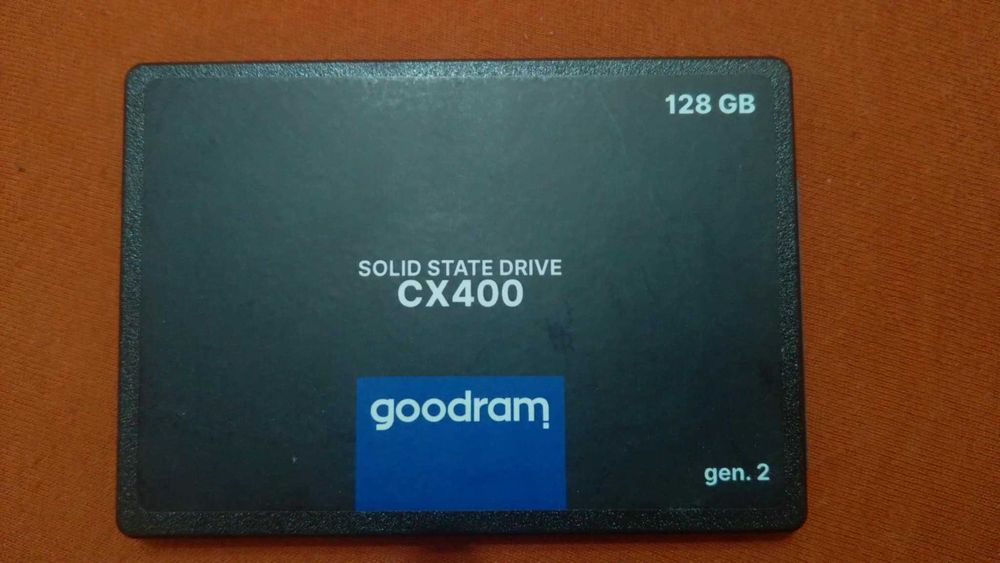 128 GB
SOLID STATE DRIVE
CX400
goodram
gen. 2